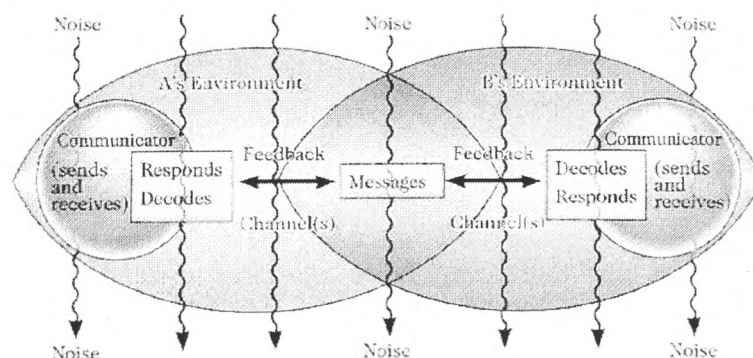 Noise
Noise
Noise
A's Environment
B's Environment
Communicator
(sends
and
receives)
Responds
Decodes
Feedback
Channel(s)
Messages
Feedback
Channel(s)
Decodes
Responds
Communicator
(sends
and
receives)
Noise
Noise
Noise